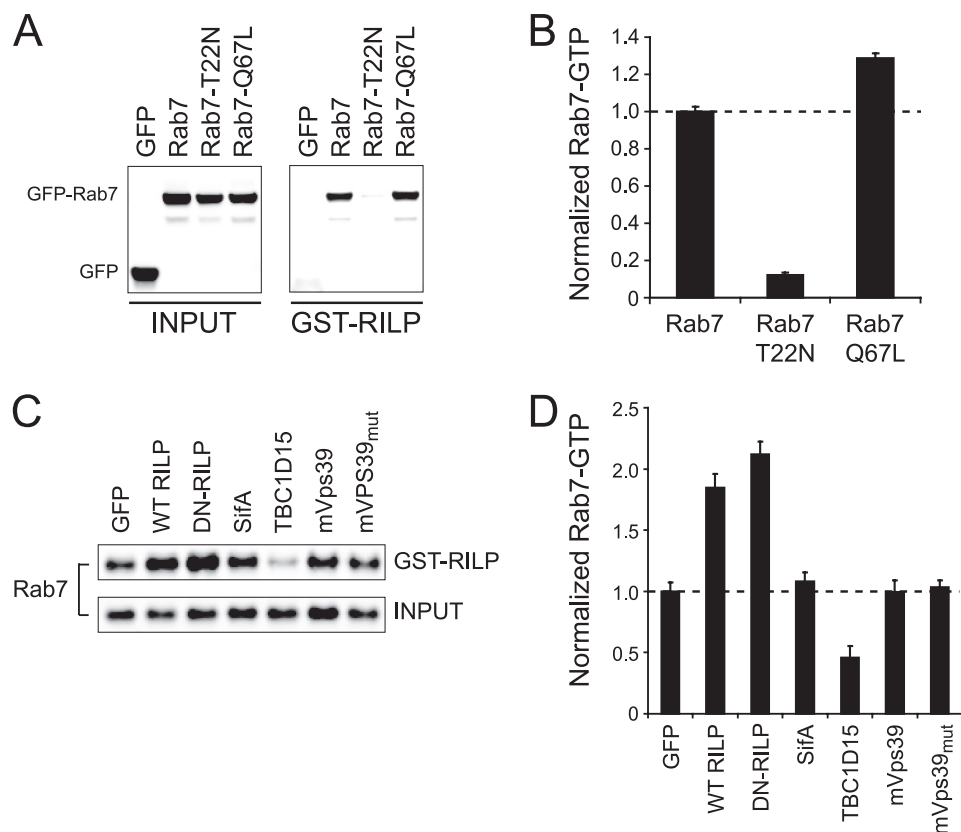 A
GFP
Rab7
Rab7-T22N
Rab7-Q67L
GFP
Rab7
Rab7-T22N
Rab7-Q67L
GFP-Rab7
GFP
INPUT
GST-RILP
B
Normalized Rab7-GTP
1.4
1.2
1.0
0.8
0.6
0.4
0.2
0
Rab7
Rab7
T22N
Rab7
Q67L
C
GFP
WT RILP
DN-RILP
SifA
TBC1D15
mVps39
mVPS39mut
Rab7
GST-RILP
INPUT
D
Normalized Rab7-GTP
2.5
2.0
1.5
1.0
0.5
0
GFP
WT RILP
DN-RILP
SifA
TBC1D15
mVps39
mVps39mut